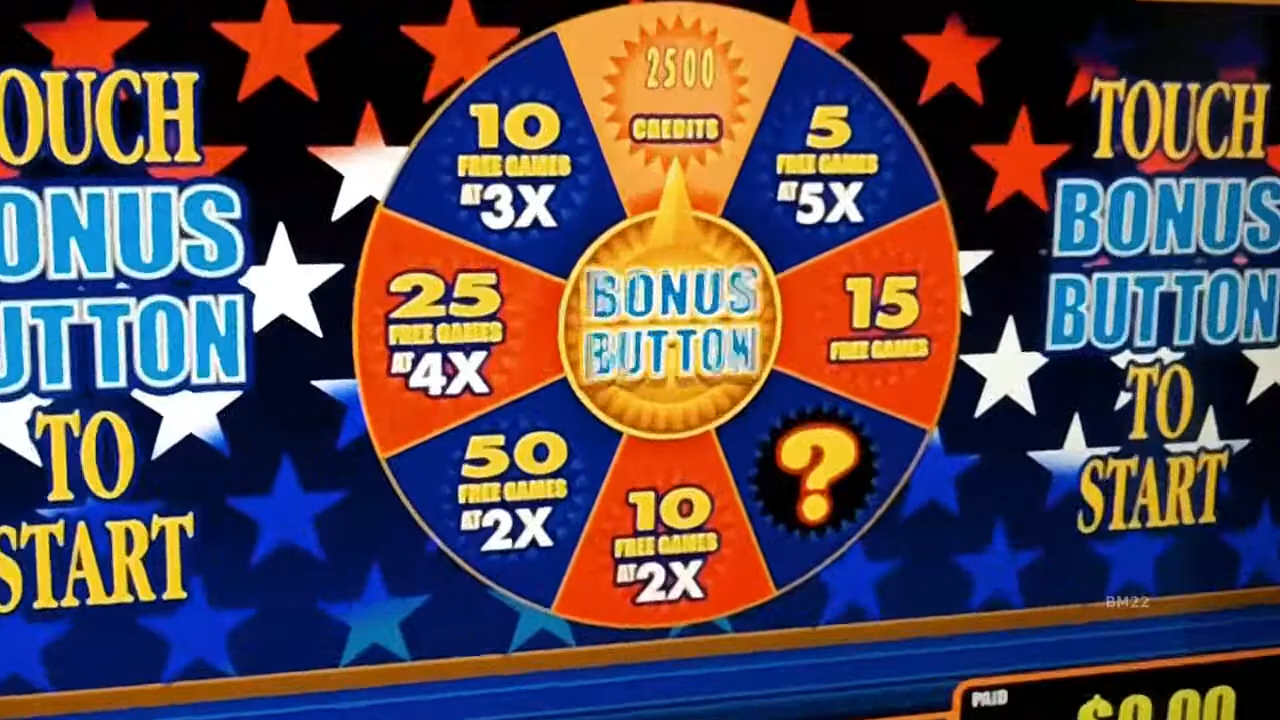 OUCH
ONUS
UTTON
TO
START
2500
CREDITS
10
FREE GAMES
AT 3X
5
FREE GAMES
AT 5X
25
FREE GAMES
AT 4X
BONUS
BUTTON
15
FREE GAMES
50
FREE GAMES
AT 2X
10
FREE GAMES
AT 2X
?
TOUCH
BONUS
BUTTON
TO
START
BM22
PAID
$0.00